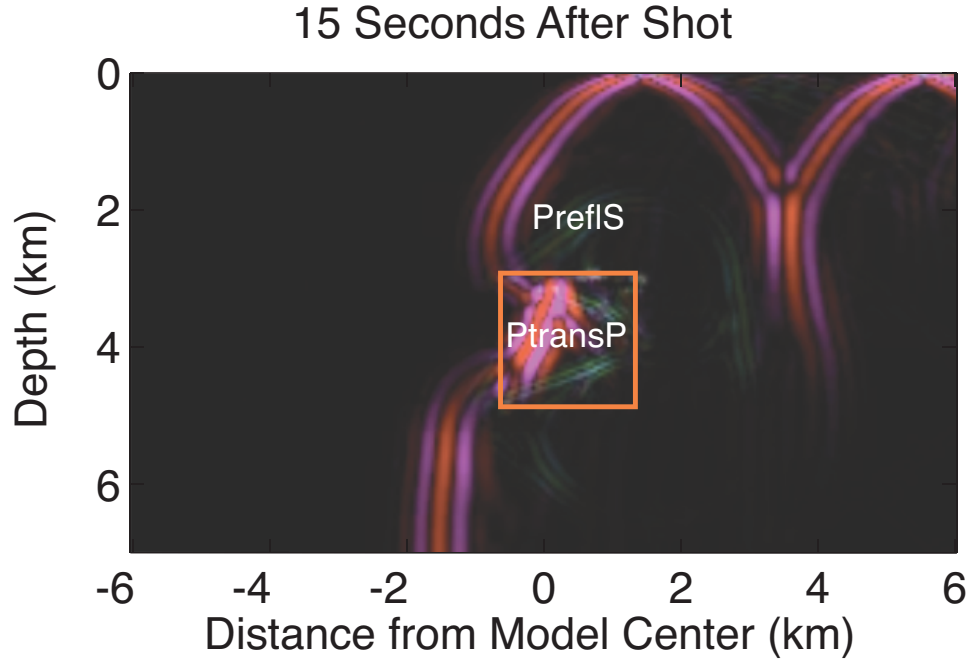 15 Seconds After Shot
0
2
4
6
Depth (km)
PreflS
PtransP
-6 -4 -2 0 2 4 6
Distance from Model Center (km)